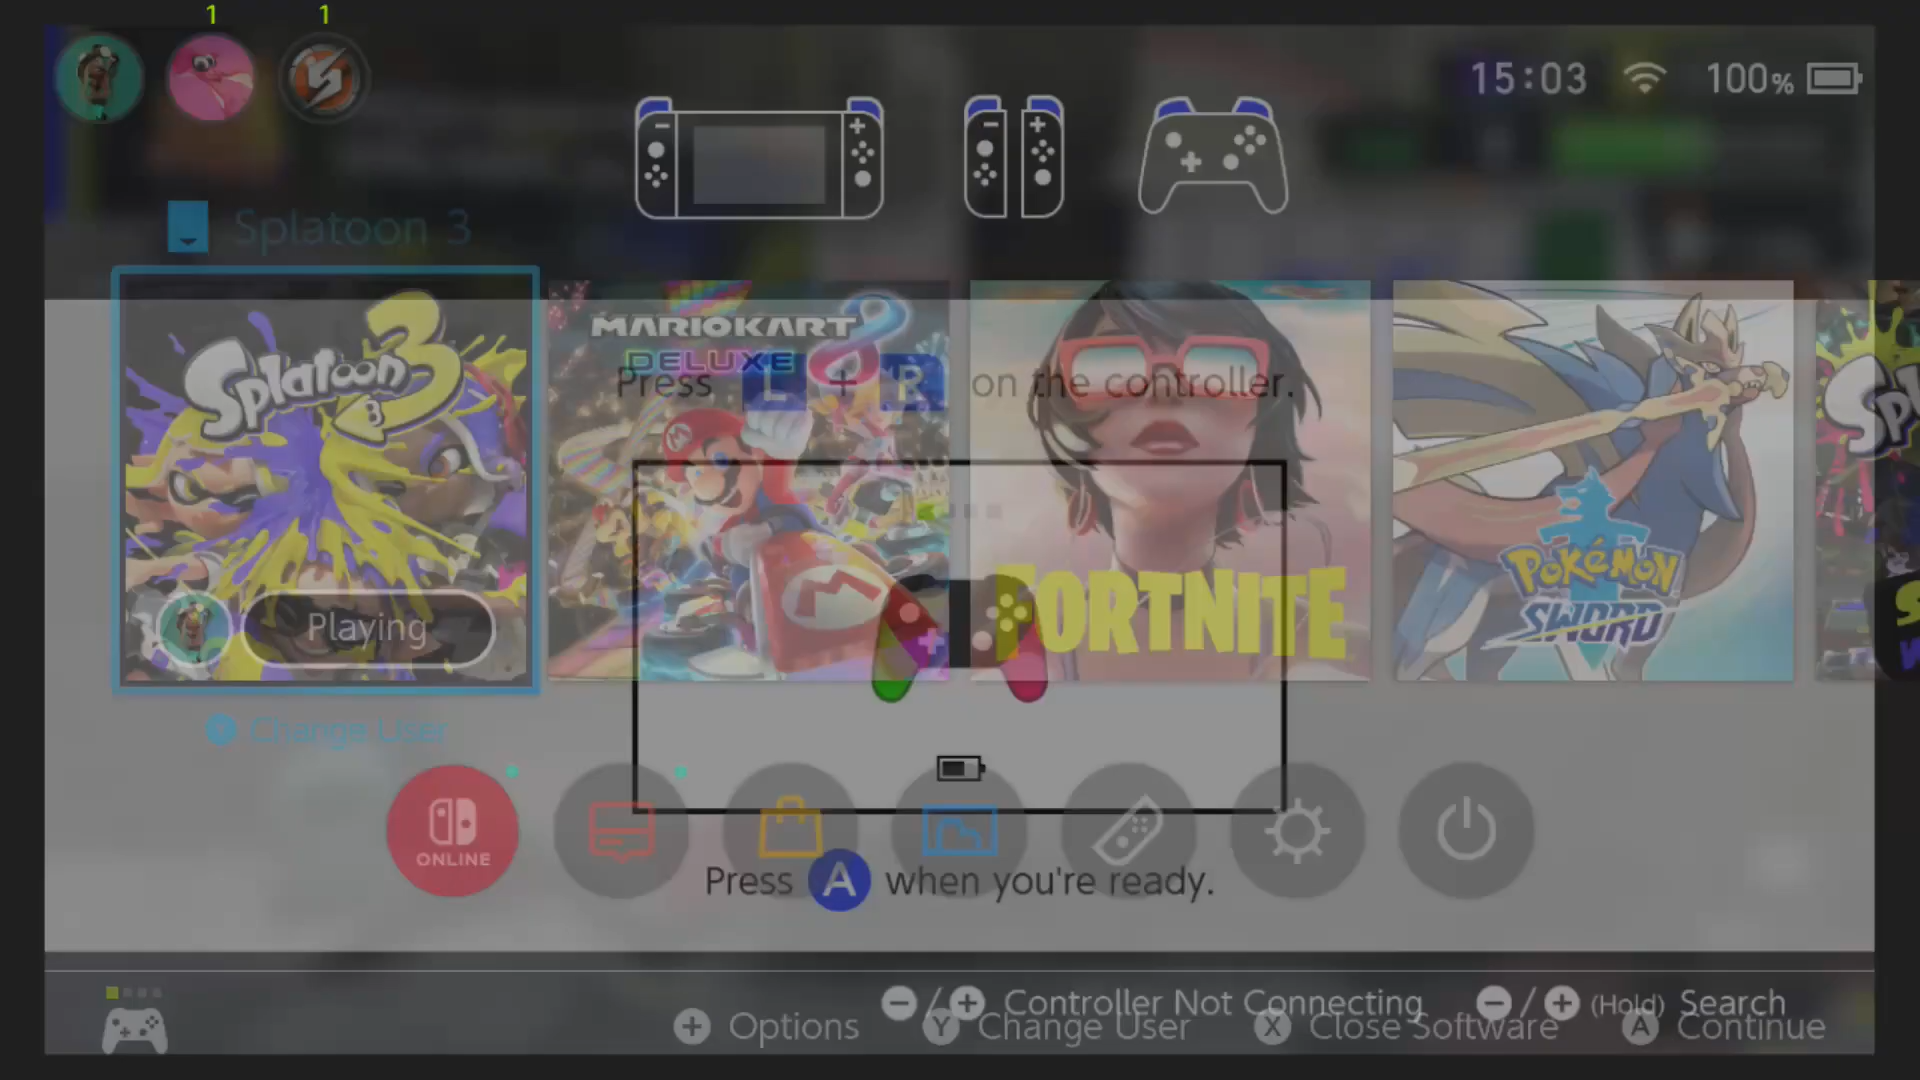 1 1
15:03 100%
Splatoon 3
Splatoon 3
MARIOKART
DELUXE 8
Press L + R on the controller.
FORTNITE
POKéMON
SWORD
Playing
Change User
ONLINE
Press A when you're ready.
−/+ Controller Not Connecting −/+ (Hold) Search
+ Options Y Change User X Close Software A Continue